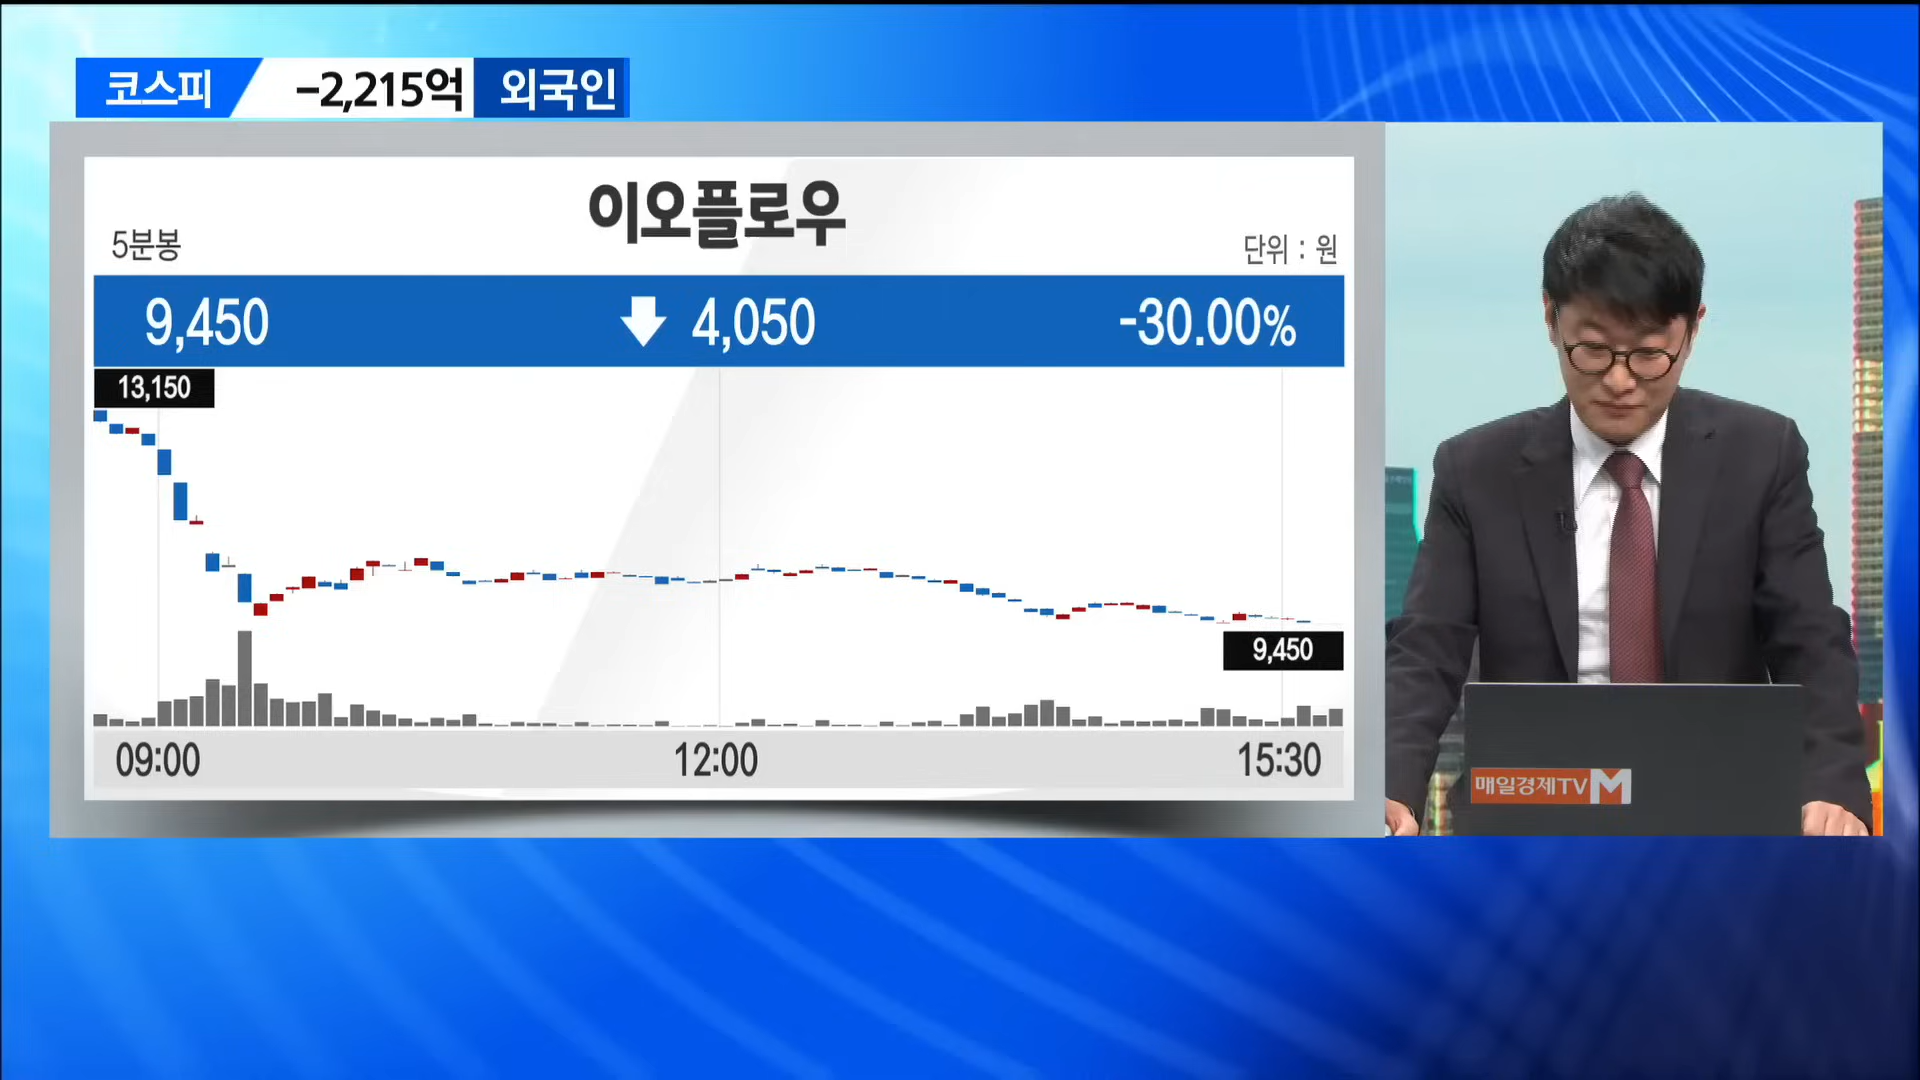 코스피 -2,215억 외국인
이오플로우
5분봉
단위 : 원
9,450 4,050 -30.00%
13,150
9,450
09:00 12:00 15:30
매일경제TV M